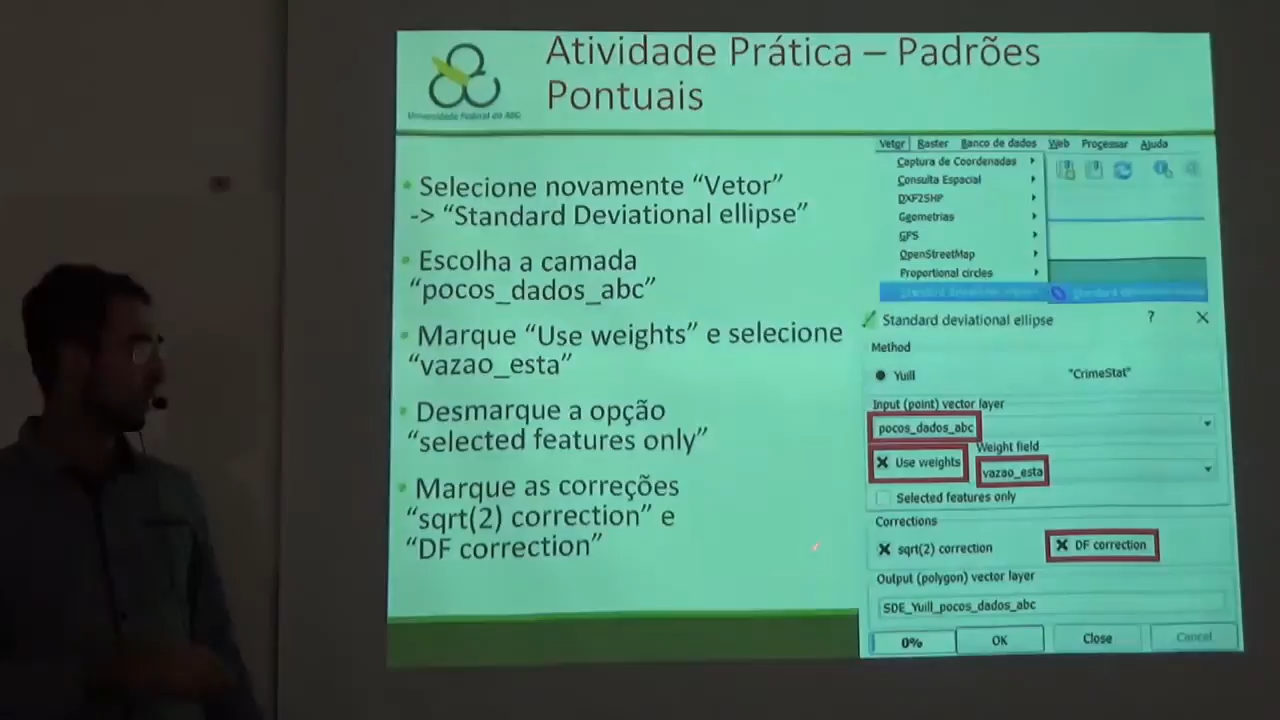 Atividade Prática – Padrões
Pontuais
Universidade Federal do ABC
• Selecione novamente “Vetor”
-> “Standard Deviational ellipse”
• Escolha a camada
“pocos_dados_abc”
• Marque “Use weights” e selecione
“vazao_esta”
• Desmarque a opção
“selected features only”
• Marque as correções
“sqrt(2) correction” e
“DF correction”
Vetor Raster Banco de dados Web Processar Ajuda
Captura de Coordenadas
Consulta Espacial
DXF2SHP
Geometrias
GPS
OpenStreetMap
Proportional circles
Standard deviational ellipse
? X
Method
Yuill "CrimeStat"
Input (point) vector layer
pocos_dados_abc
Use weights
Weight field
vazao_esta
Selected features only
Corrections
sqrt(2) correction
DF correction
Output (polygon) vector layer
SDE_Yuill_pocos_dados_abc
0% OK Close Cancel